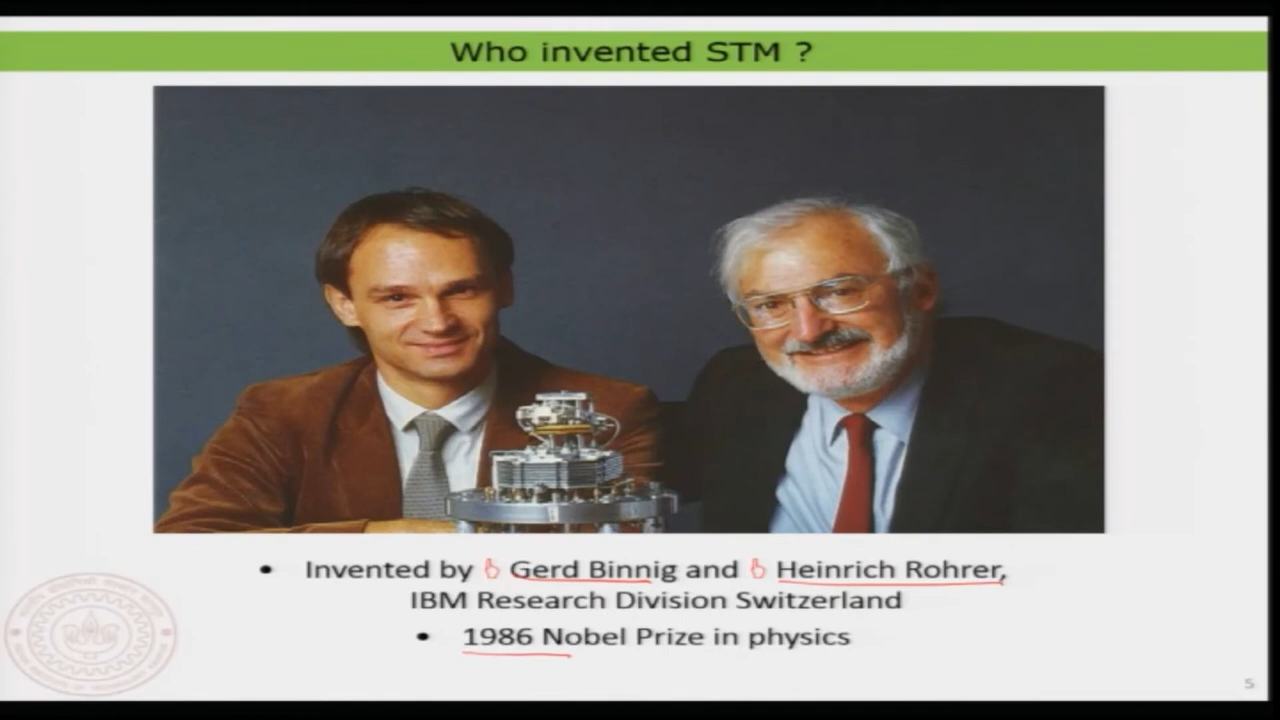 Who invented STM ?
• Invented by Gerd Binnig and Heinrich Rohrer,
IBM Research Division Switzerland
• 1986 Nobel Prize in physics
5